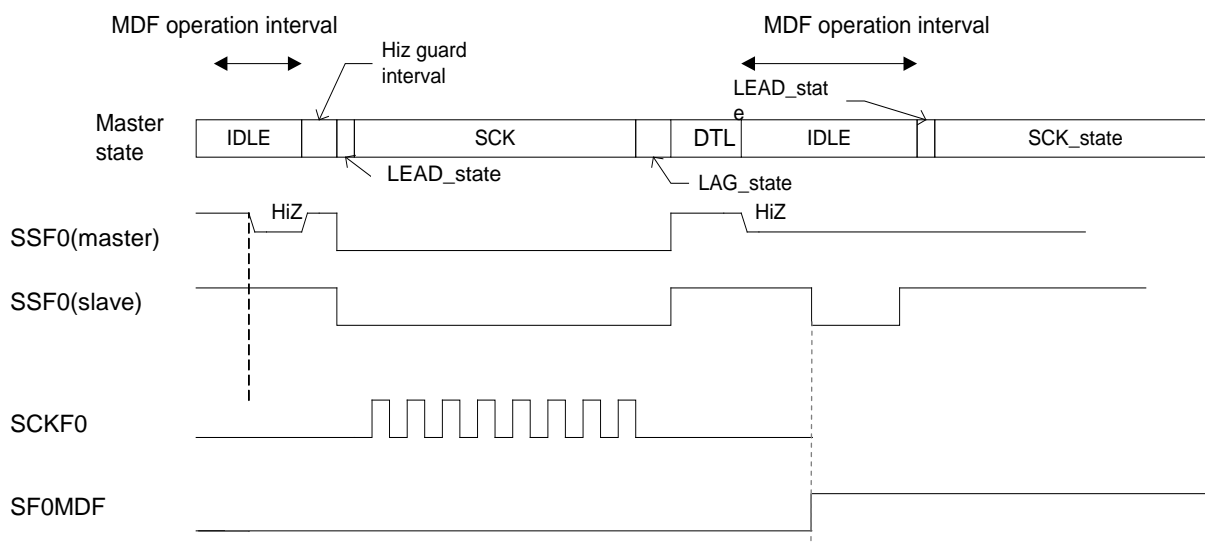 MDF operation interval
MDF operation interval
Hiz guard
interval
LEAD_stat
e
Master
state
IDLE
SCK
DTL
IDLE
SCK_state
LEAD_state
LAG_state
HiZ
HiZ
SSF0(master)
SSF0(slave)
SCKF0
SF0MDF